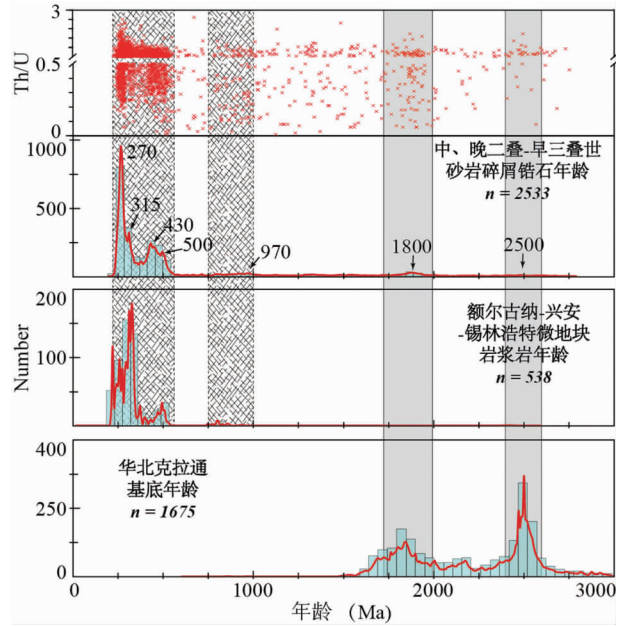 3
Th/U
0.5
0
1000
270
中、晚二叠-早三叠世
砂岩碎屑锆石年龄
n = 2533
315
430
500
500
970
1800
2500
200
额尔古纳-兴安
-锡林浩特微地块
岩浆岩年龄
n = 538
100
Number
400
华北克拉通
基底年龄
n = 1675
250
0
0
1000
2000
3000
年龄 （Ma）